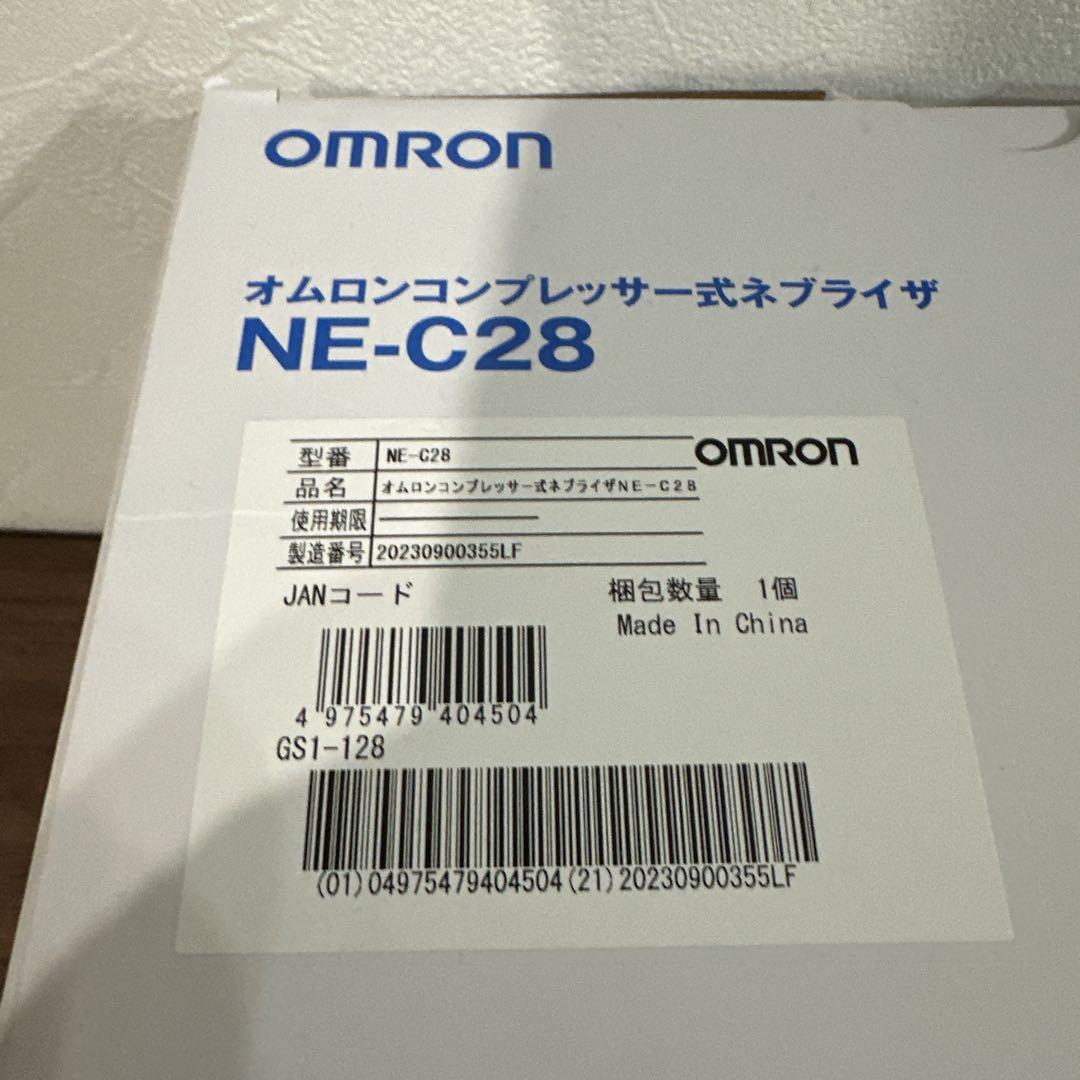 OMRON
オムロンコンプレッサー式ネブライザ
NE-C28
OMRON
型番 NE-C28
品名 オムロンコンプレッサー式ネブライザNE-C28
使用期限 ―――――
製造番号 20230900355LF
JANコード 梱包数量 1個
Made In China
4 975479 404504
GS1-128
(01)04975479404504(21)20230900355LF